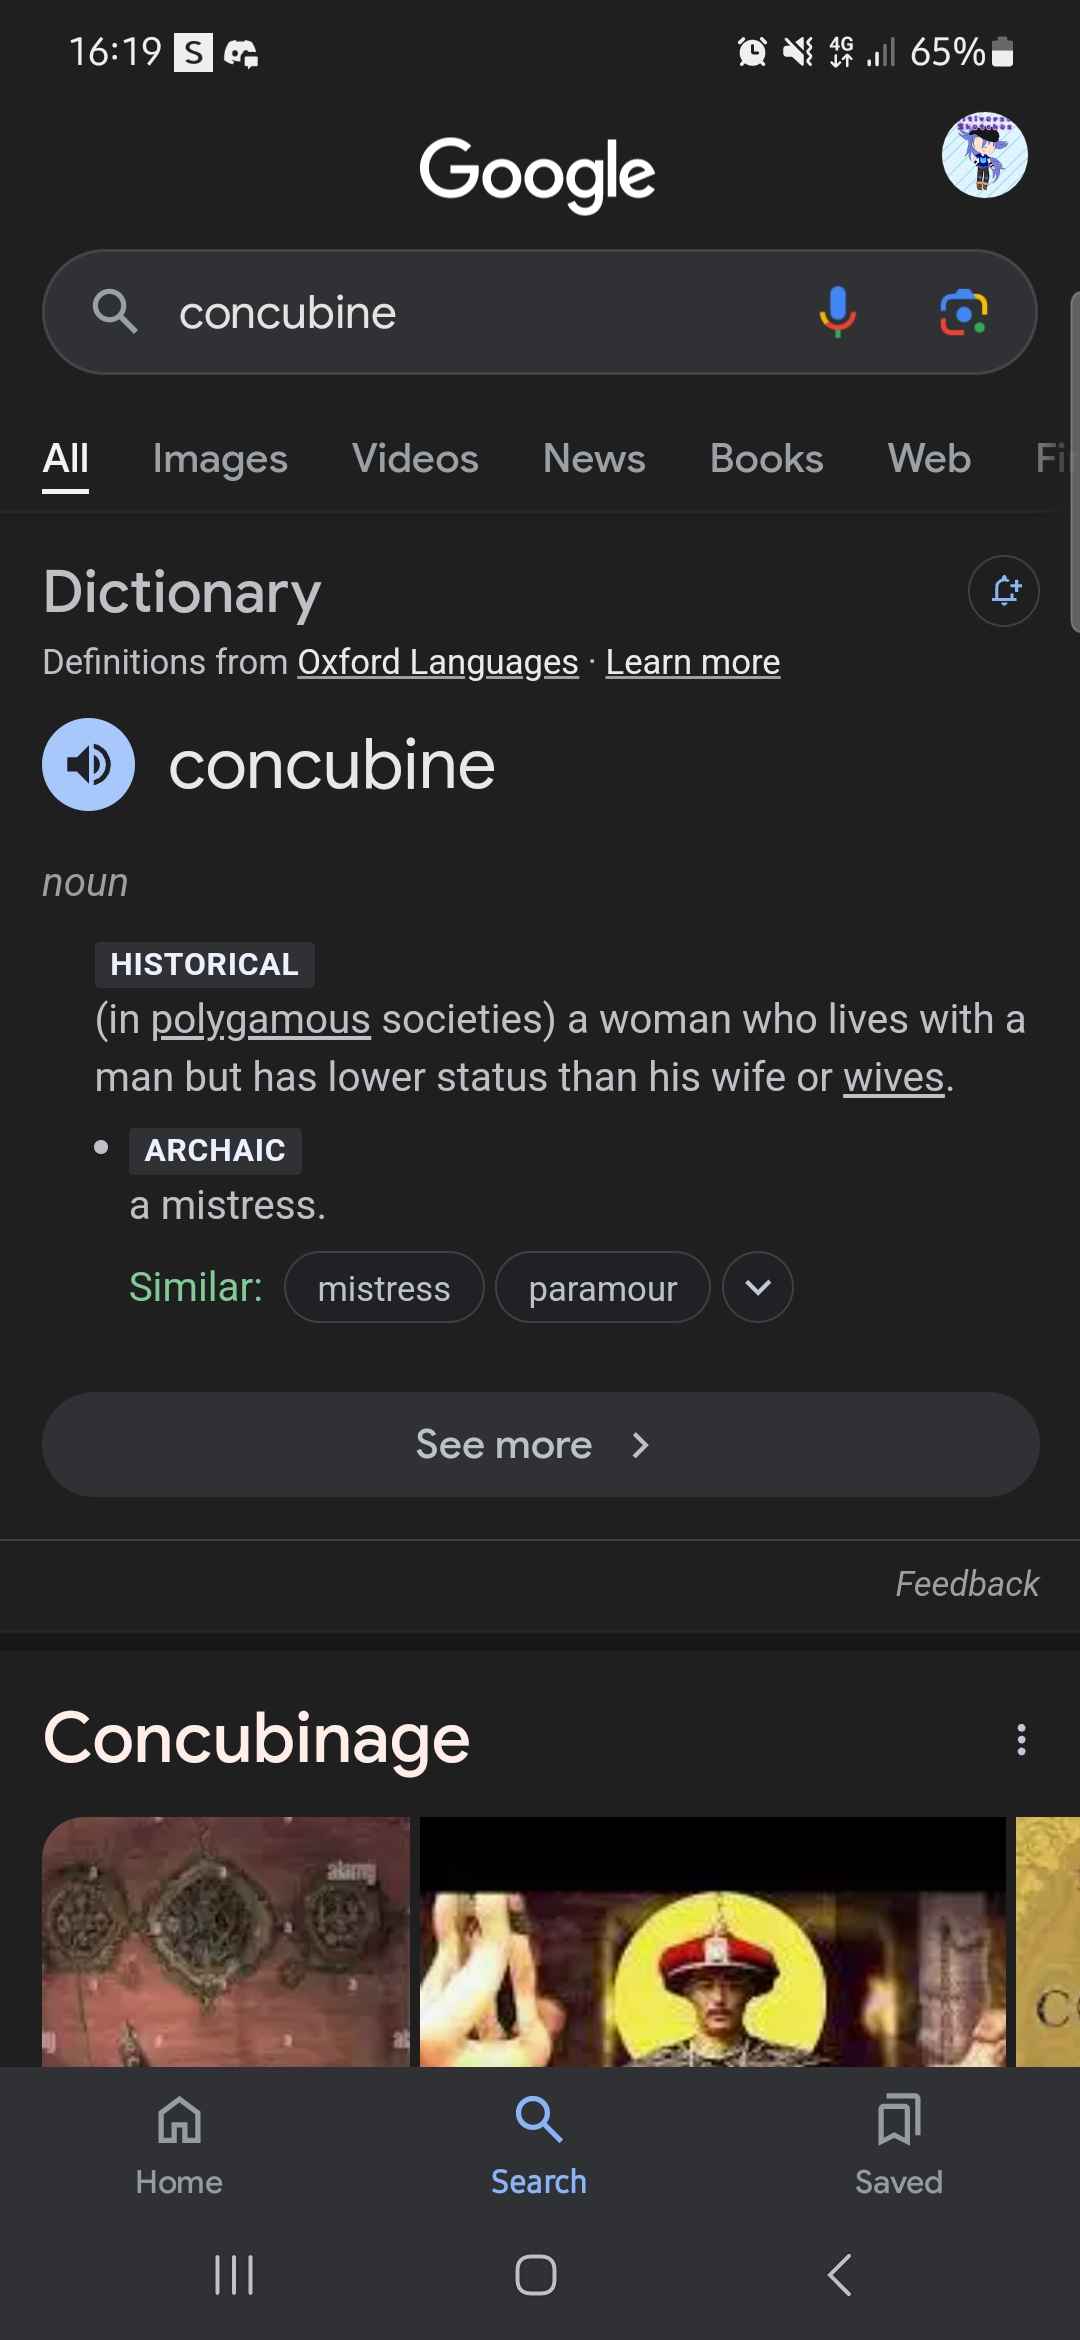 16:19 S 4G 65%
Google
concubine
All Images Videos News Books Web Fi
Dictionary
Definitions from Oxford Languages · Learn more
concubine
noun
HISTORICAL
(in polygamous societies) a woman who lives with a
man but has lower status than his wife or wives.
• ARCHAIC
a mistress.
Similar: mistress paramour
See more
Feedback
Concubinage
alamy
Home Search Saved